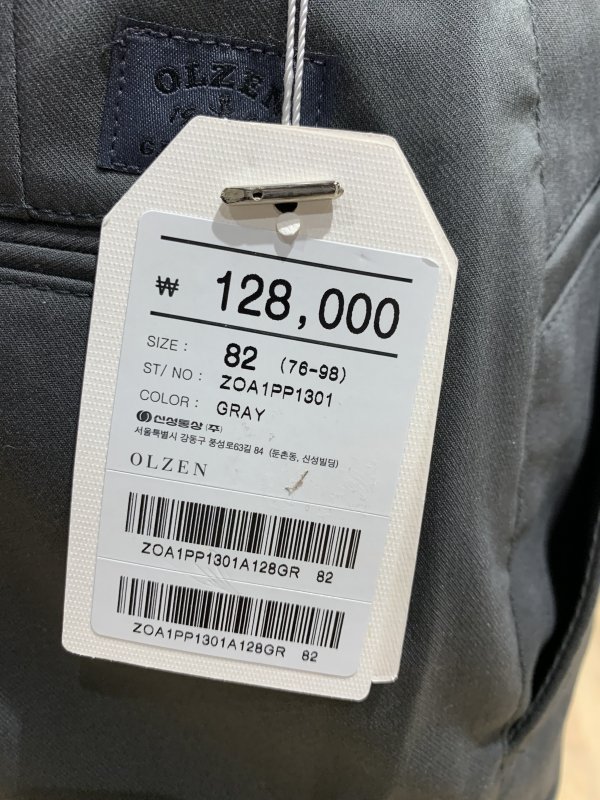 OLZEN
₩ 128,000
SIZE : 82 (76-98)
ST/ NO : ZOA1PP1301
COLOR : GRAY
신성통상 (주)
서울특별시 강동구 풍성로63길 84 (둔촌동, 신성빌딩)
OLZEN
ZOA1PP1301A128GR 82
ZOA1PP1301A128GR 82